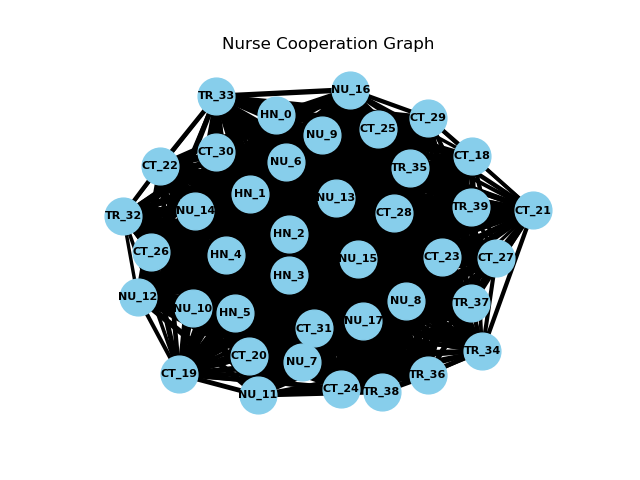 Nurse Cooperation Graph
NU_16
TR_33
HN_0
CT_29
CT_25
NU_9
CT_30
CT_18
NU_6
CT_22
TR_35
HN_1
NU_13
TR_39
CT_21
NU_14
CT_28
TR_32
HN_2
CT_26
HN_4
CT_23
CT_27
NU_15
HN_3
NU_12
NU_8
TR_37
NU_10
HN_5
NU_17
CT_31
TR_34
CT_20
NU_7
CT_19
TR_36
CT_24
TR_38
NU_11